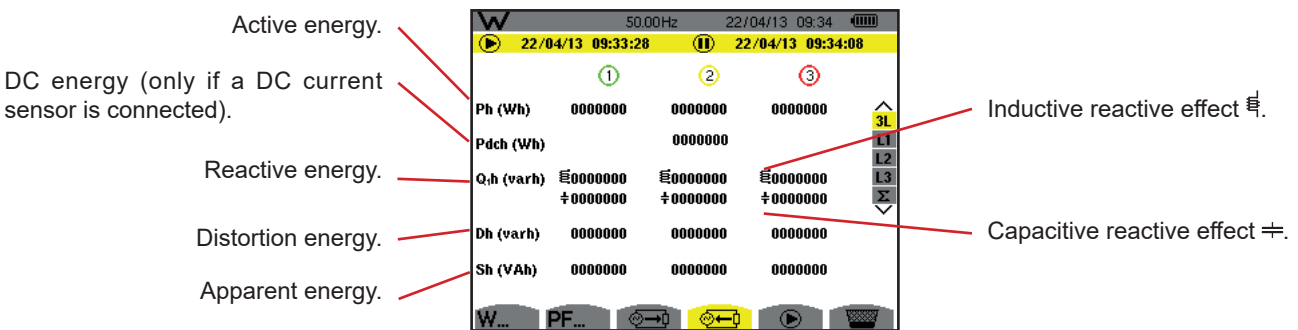 Active energy.
DC energy (only if a DC current
sensor is connected).
Reactive energy.
Distortion energy.
Apparent energy.
W 50.00Hz 22/04/13 09:34
22/04/13 09:33:28 22/04/13 09:34:08
1 2 3
Ph (Wh) 0000000 0000000 0000000
Pdch (Wh) 0000000
Q₁h (varh) 0000000 0000000 0000000
0000000 0000000 0000000
Dh (varh) 0000000 0000000 0000000
Sh (VAh) 0000000 0000000 0000000
3L
L1
L2
L3
Σ
W... PF...
Inductive reactive effect .
Capacitive reactive effect .